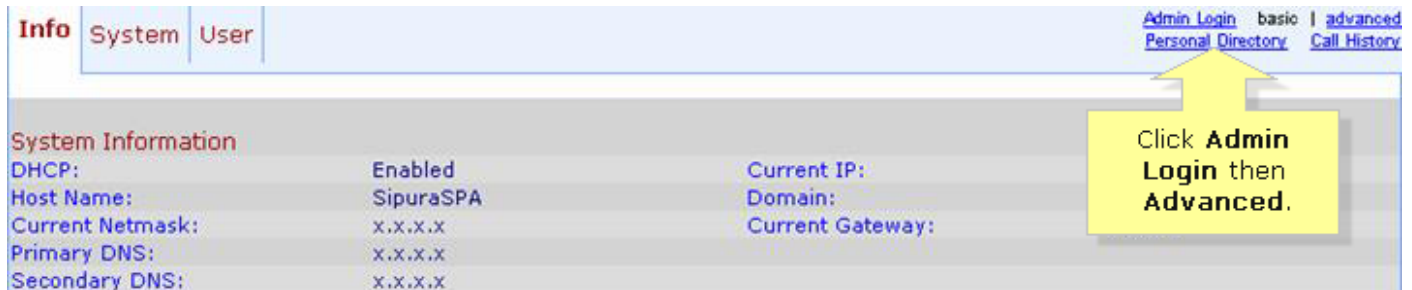 Info System User
Admin Login basic | advanced
Personal Directory Call History
Click Admin
Login then
Advanced.
System Information
DHCP: Enabled Current IP:
Host Name: SipuraSPA Domain:
Current Netmask: x.x.x.x Current Gateway:
Primary DNS: x.x.x.x
Secondary DNS: x.x.x.x